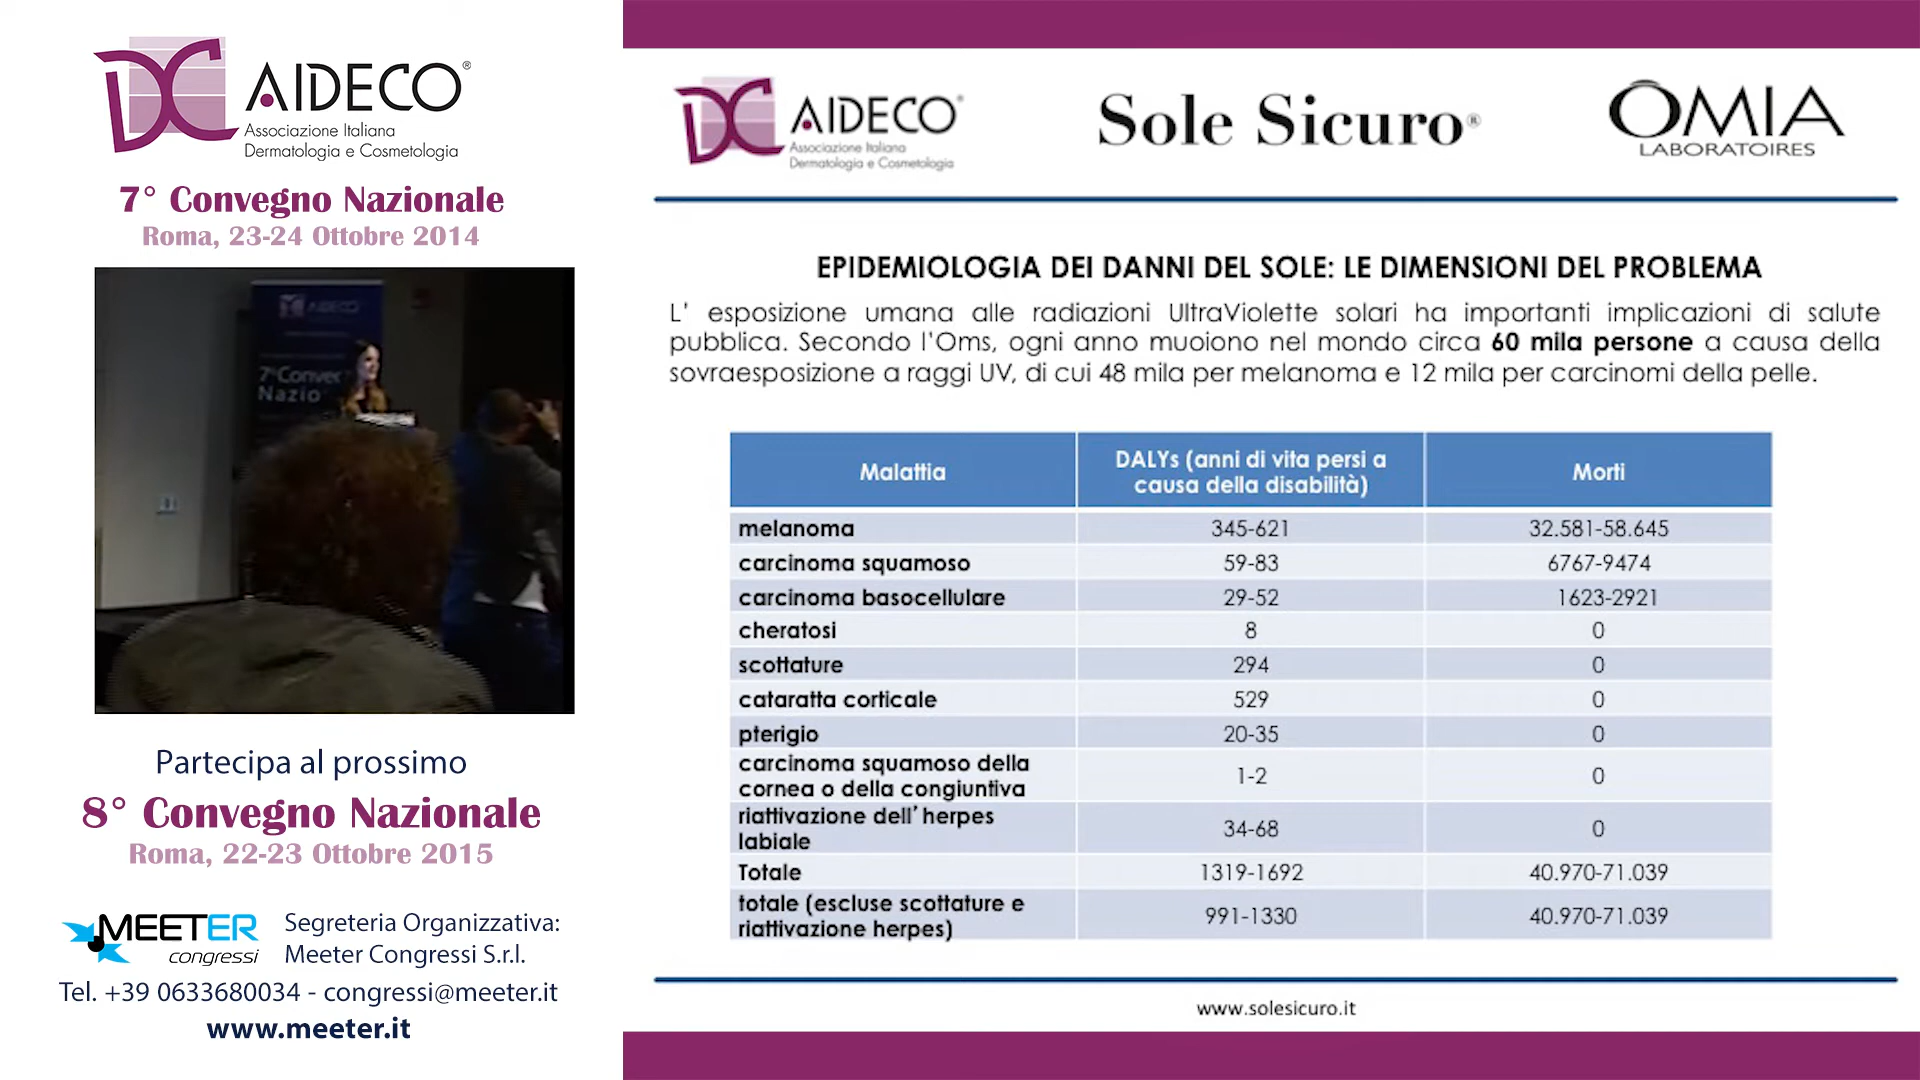 AIDECO®
Associazione Italiana
Dermatologia e Cosmetologia
7° Convegno Nazionale
Roma, 23-24 Ottobre 2014
AIDECO
7°Conver
Nazio
Partecipa al prossimo
8° Convegno Nazionale
Roma, 22-23 Ottobre 2015
MEETER
congressi
Segreteria Organizzativa:
Meeter Congressi S.r.l.
Tel. +39 0633680034 - congressi@meeter.it
www.meeter.it
AIDECO®
Associazione Italiana
Dermatologia e Cosmetologia
Sole Sicuro®
OMIA
LABORATOIRES
EPIDEMIOLOGIA DEI DANNI DEL SOLE: LE DIMENSIONI DEL PROBLEMA
L' esposizione umana alle radiazioni UltraViolette solari ha importanti implicazioni di salute
pubblica. Secondo l'Oms, ogni anno muoiono nel mondo circa 60 mila persone a causa della
sovraesposizione a raggi UV, di cui 48 mila per melanoma e 12 mila per carcinomi della pelle.
Malattia
DALYs (anni di vita persi a
causa della disabilità)
Morti
melanoma 345-621 32.581-58.645
carcinoma squamoso 59-83 6767-9474
carcinoma basocellulare 29-52 1623-2921
cheratosi 8 0
scottature 294 0
cataratta corticale 529 0
pterigio 20-35 0
carcinoma squamoso della
cornea o della congiuntiva 1-2 0
riattivazione dell' herpes
labiale 34-68 0
Totale 1319-1692 40.970-71.039
totale (escluse scottature e
riattivazione herpes) 991-1330 40.970-71.039
www.solesicuro.it